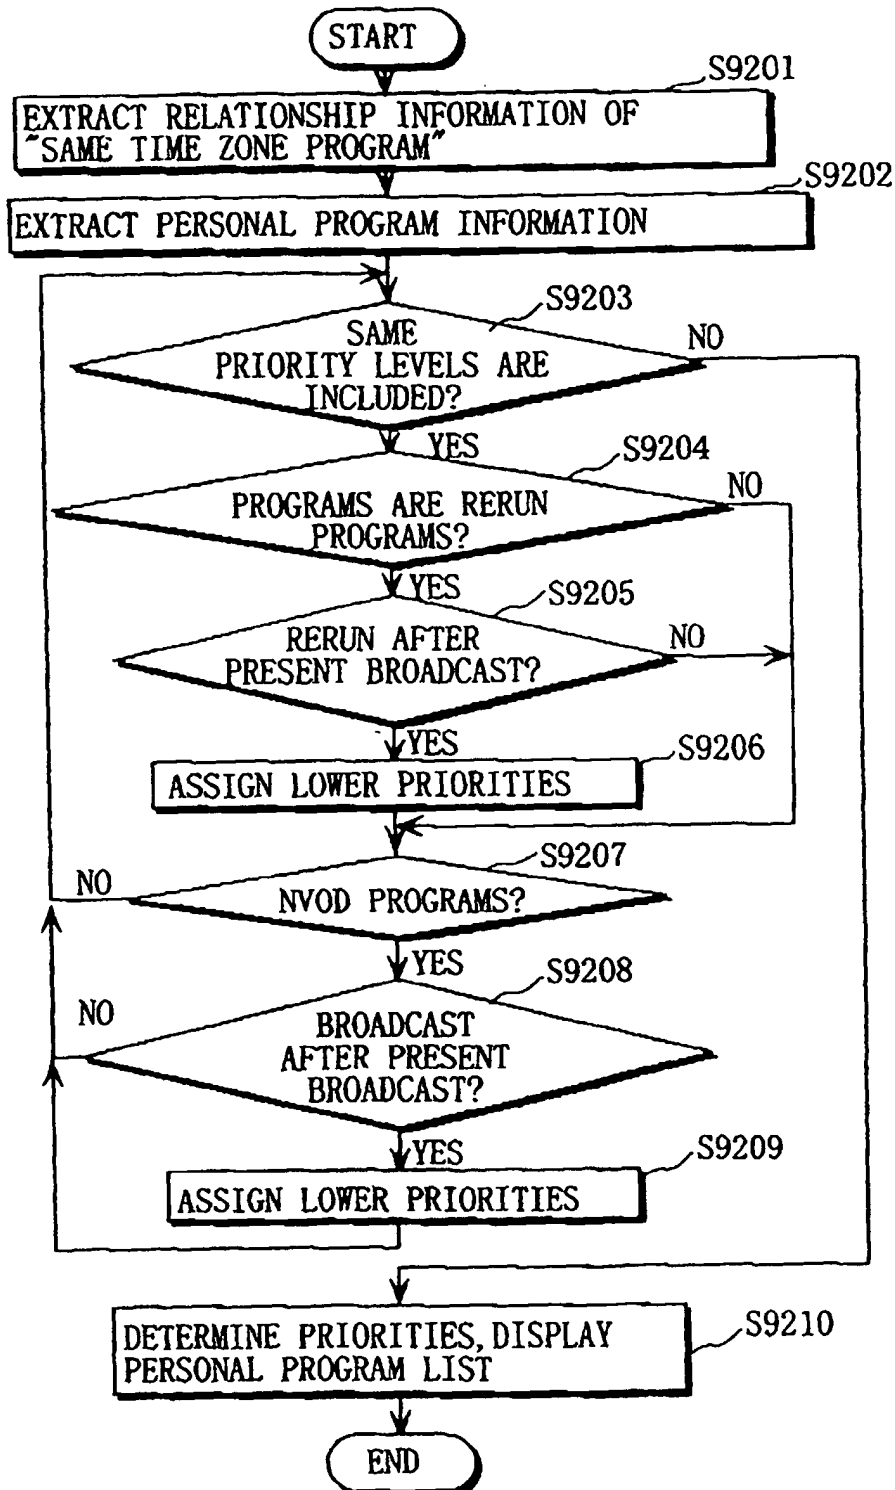 START
S9201
EXTRACT RELATIONSHIP INFORMATION OF
"SAME TIME ZONE PROGRAM"
S9202
EXTRACT PERSONAL PROGRAM INFORMATION
S9203
SAME
PRIORITY LEVELS ARE
INCLUDED?
NO
YES
S9204
PROGRAMS ARE RERUN
PROGRAMS?
NO
YES
S9205
RERUN AFTER
PRESENT BROADCAST?
NO
YES
S9206
ASSIGN LOWER PRIORITIES
S9207
NVOD PROGRAMS?
NO
YES
S9208
BROADCAST
AFTER PRESENT
BROADCAST?
NO
YES
S9209
ASSIGN LOWER PRIORITIES
S9210
DETERMINE PRIORITIES, DISPLAY
PERSONAL PROGRAM LIST
END